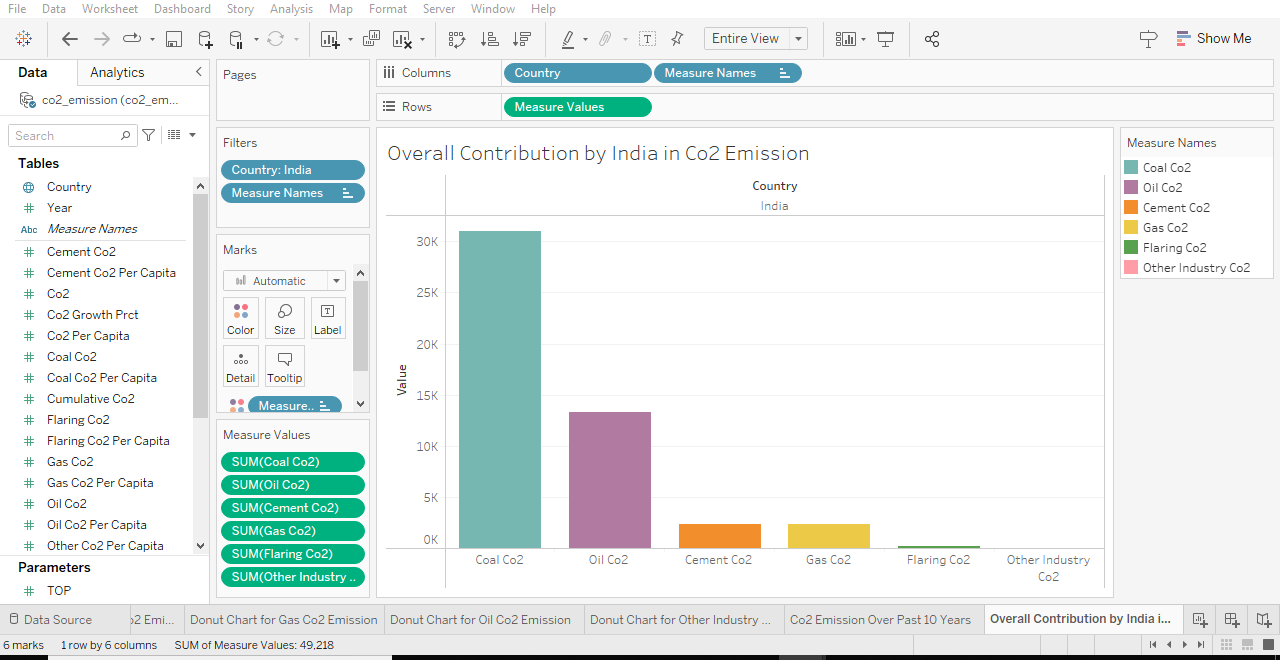 File Data Worksheet Dashboard Story Analysis Map Format Server Window Help
Entire View
Show Me
Data Analytics
co2_emission (co2_em...
Search
Tables
Country
Year
Abc Measure Names
Cement Co2
Cement Co2 Per Capita
Co2
Co2 Growth Prct
Co2 Per Capita
Coal Co2
Coal Co2 Per Capita
Cumulative Co2
Flaring Co2
Flaring Co2 Per Capita
Gas Co2
Gas Co2 Per Capita
Oil Co2
Oil Co2 Per Capita
Other Co2 Per Capita
Parameters
TOP
Pages
Filters
Country: India
Measure Names
Marks
Automatic
Color Size Label
Detail Tooltip
Measure..
Measure Values
SUM(Coal Co2)
SUM(Oil Co2)
SUM(Cement Co2)
SUM(Gas Co2)
SUM(Flaring Co2)
SUM(Other Industry ..
Columns Country Measure Names
Rows Measure Values
Overall Contribution by India in Co2 Emission
Country
India
30K
25K
20K
15K
10K
5K
0K
Value
Coal Co2 Oil Co2 Cement Co2 Gas Co2 Flaring Co2 Other Industry
Co2
Measure Names
Coal Co2
Oil Co2
Cement Co2
Gas Co2
Flaring Co2
Other Industry Co2
Data Source o2 Emi... Donut Chart for Gas Co2 Emission Donut Chart for Oil Co2 Emission Donut Chart for Other Industry ... Co2 Emission Over Past 10 Years Overall Contribution by India i...
6 marks 1 row by 6 columns SUM of Measure Values: 49,218